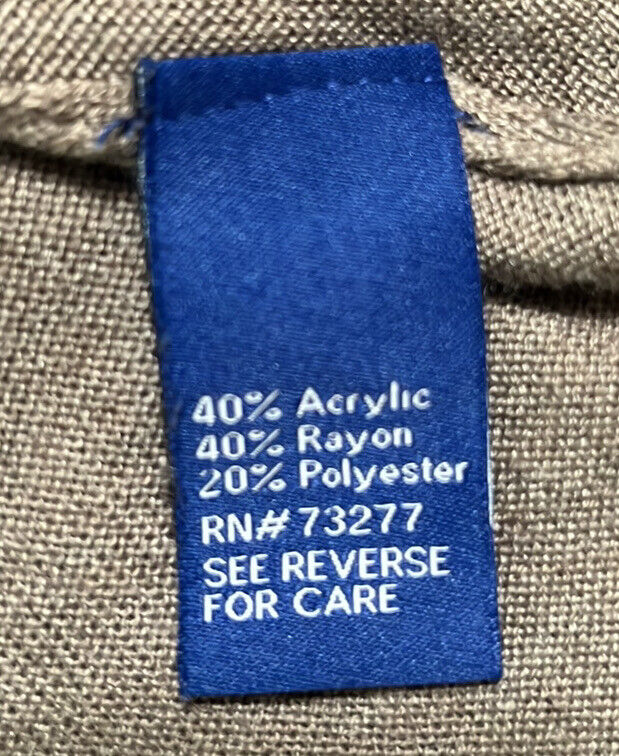 40% Acrylic
40% Rayon
20% Polyester
RN# 73277
SEE REVERSE
FOR CARE